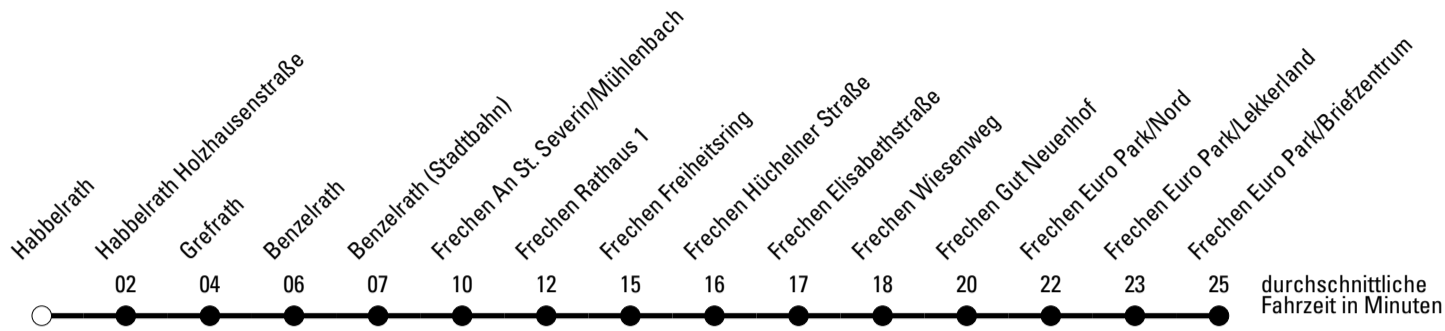 Habbelrath
Habbelrath Holzhausenstraße
Grefrath
Benzelrath
Benzelrath (Stadtbahn)
Frechen An St. Severin/Mühlenbach
Frechen Rathaus 1
Frechen Freiheitsring
Frechen Hüchelner Straße
Frechen Elisabethstraße
Frechen Wiesenweg
Frechen Gut Neuenhof
Frechen Euro Park/Nord
Frechen Euro Park/Lekkerland
Frechen Euro Park/Briefzentrum
02 04 06 07 10 12 15 16 17 18 20 22 23 25 durchschnittliche
Fahrzeit in Minuten